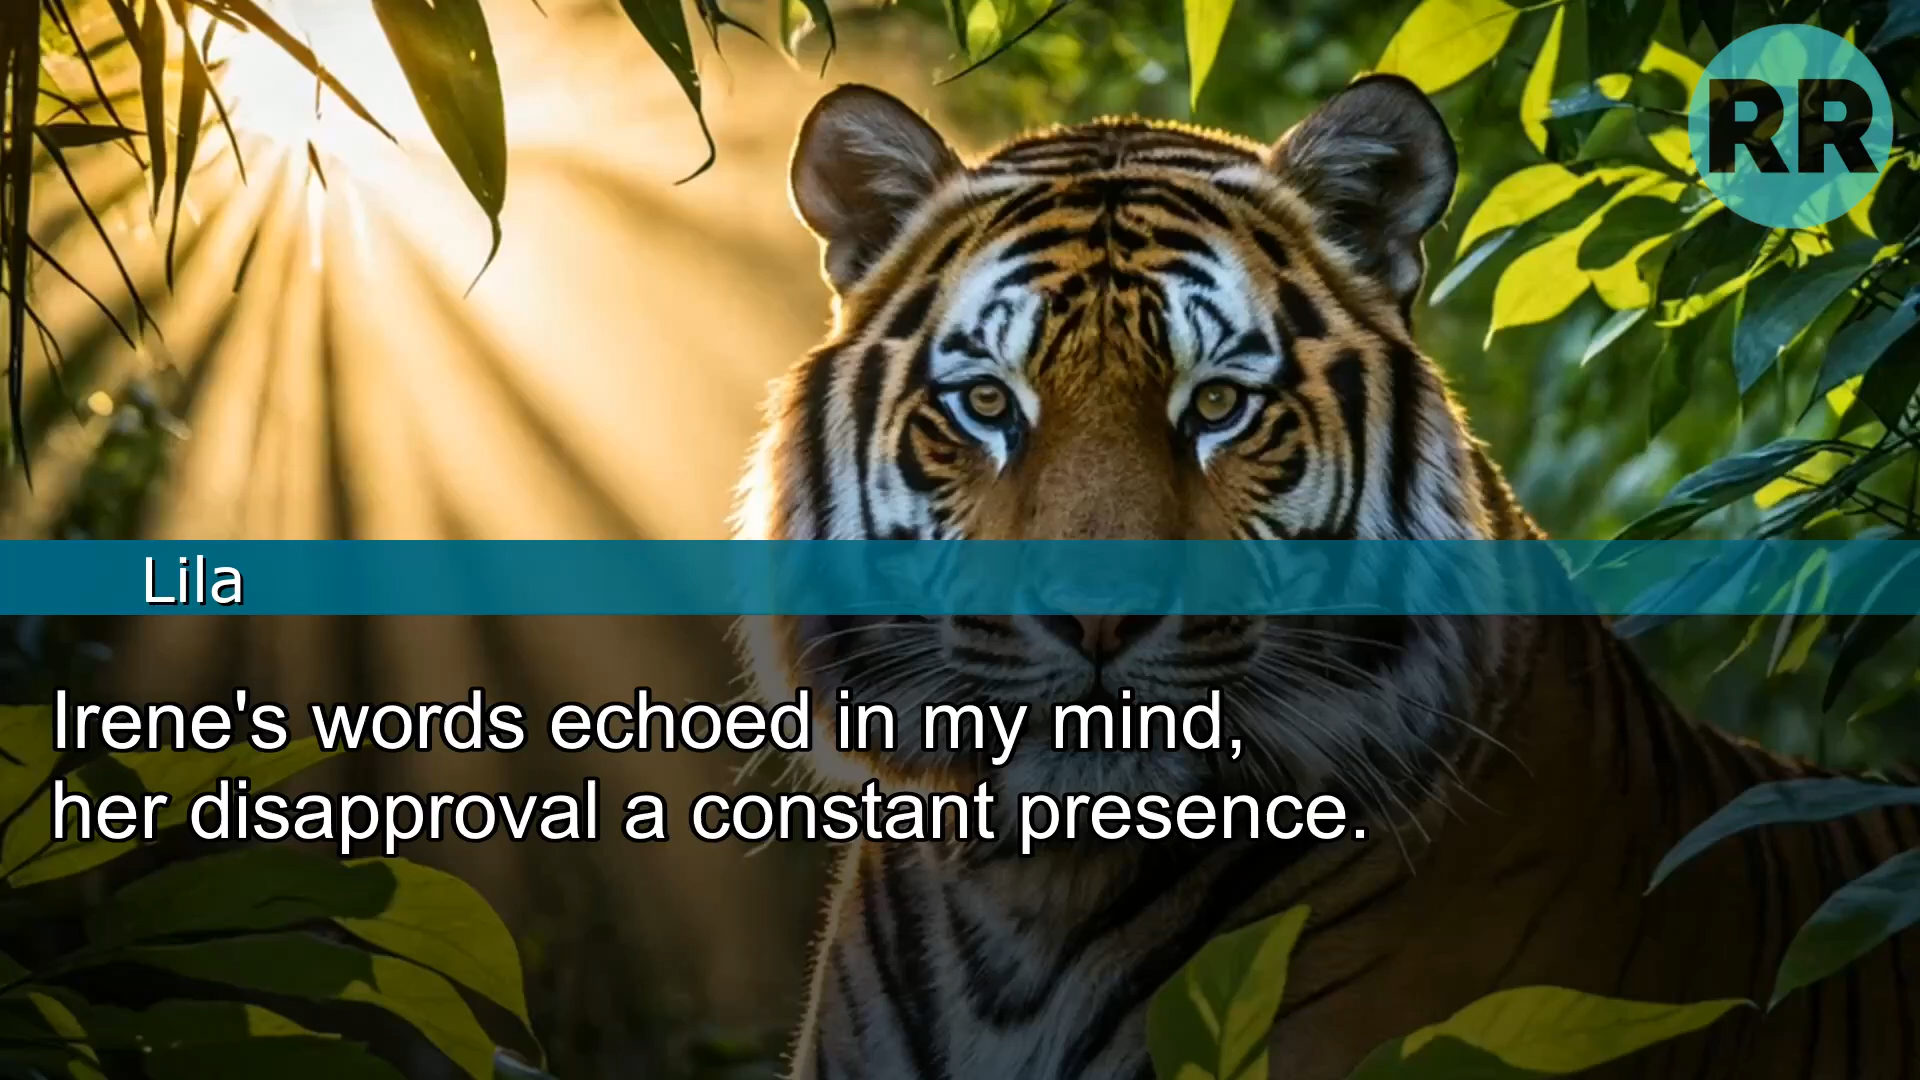 RR
Lila
Irene's words echoed in my mind,
her disapproval a constant presence.